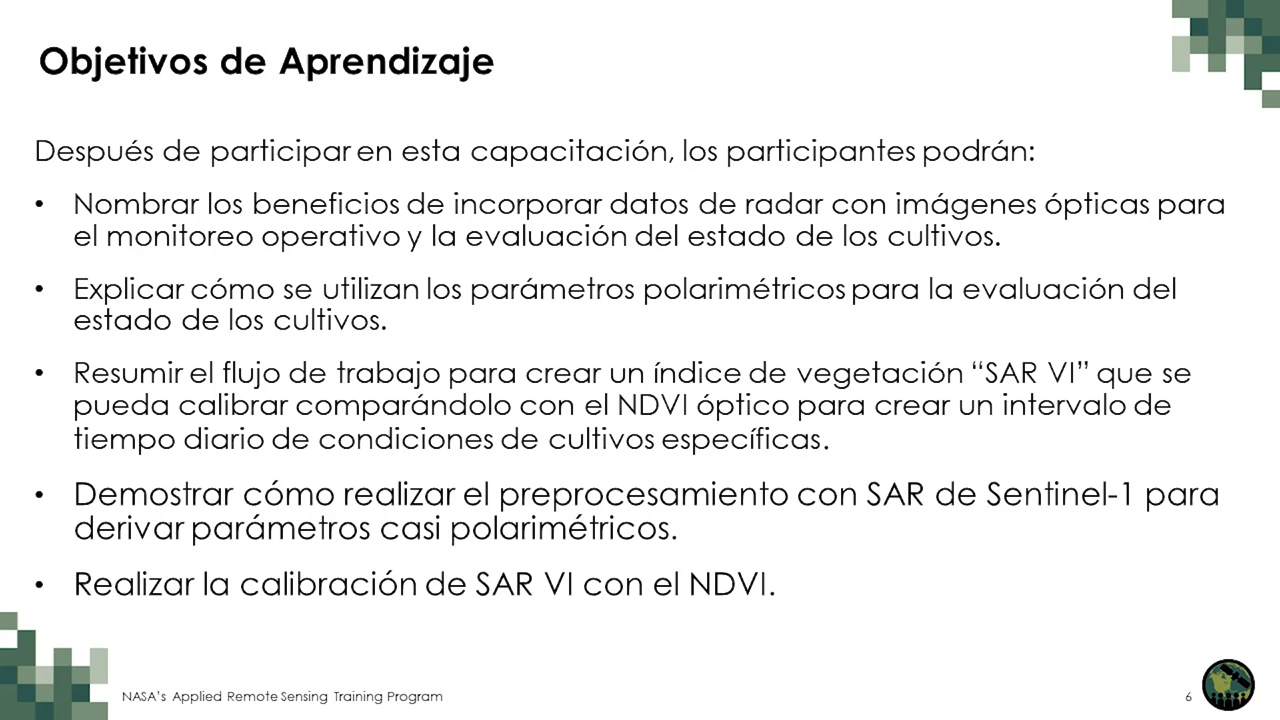 Objetivos de Aprendizaje
Después de participar en esta capacitación, los participantes podrán:
• Nombrar los beneficios de incorporar datos de radar con imágenes ópticas para
el monitoreo operativo y la evaluación del estado de los cultivos.
• Explicar cómo se utilizan los parámetros polarimétricos para la evaluación del
estado de los cultivos.
• Resumir el flujo de trabajo para crear un índice de vegetación “SAR VI” que se
pueda calibrar comparándolo con el NDVI óptico para crear un intervalo de
tiempo diario de condiciones de cultivos específicas.
• Demostrar cómo realizar el preprocesamiento con SAR de Sentinel-1 para
derivar parámetros casi polarimétricos.
• Realizar la calibración de SAR VI con el NDVI.
NASA’s Applied Remote Sensing Training Program
6